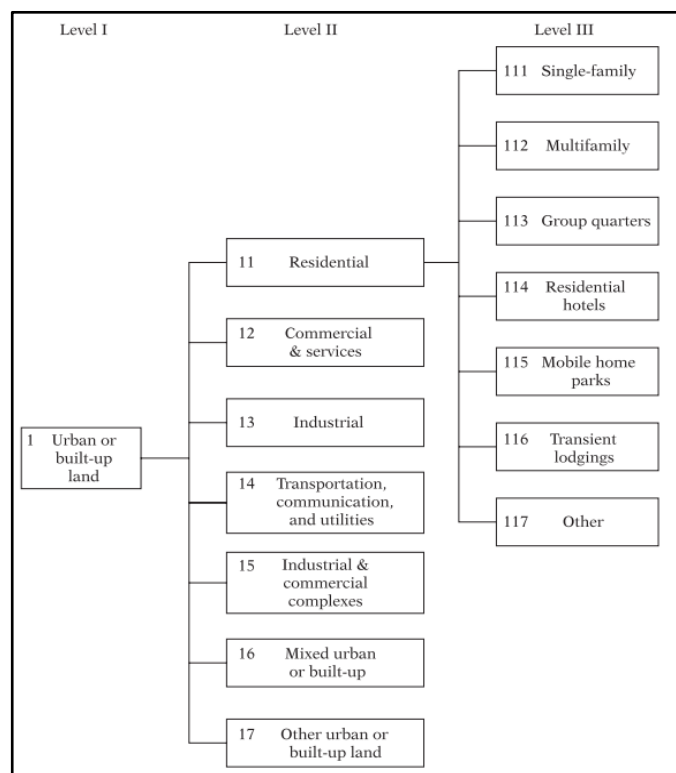 Level I
Level II
Level III
1 Urban or
built-up
land
11 Residential
12 Commercial
& services
13 Industrial
14 Transportation,
communication,
and utilities
15 Industrial &
commercial
complexes
16 Mixed urban
or built-up
17 Other urban or
built-up land
111 Single-family
112 Multifamily
113 Group quarters
114 Residential
hotels
115 Mobile home
parks
116 Transient
lodgings
117 Other